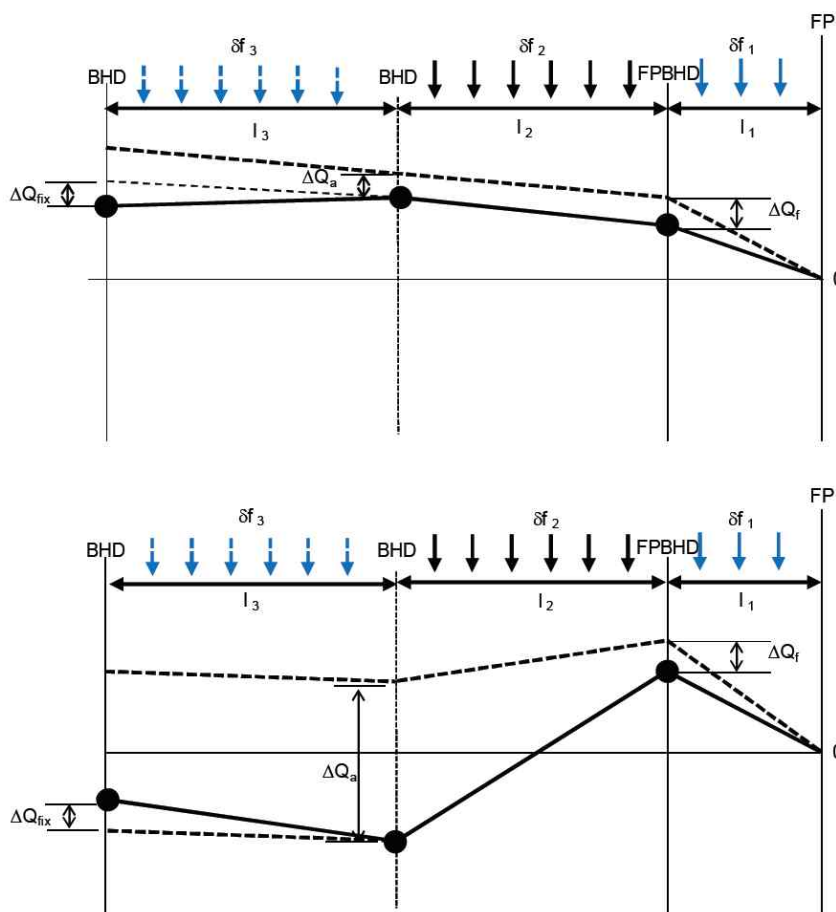 FP
δf 3 δf 2 δf 1
BHD BHD FPBHD
l 3 l 2 l 1
ΔQa
ΔQfix ΔQf
0
FP
δf 3 δf 2 δf 1
BHD BHD FPBHD
l 3 l 2 l 1
ΔQf
0
ΔQa
ΔQfix